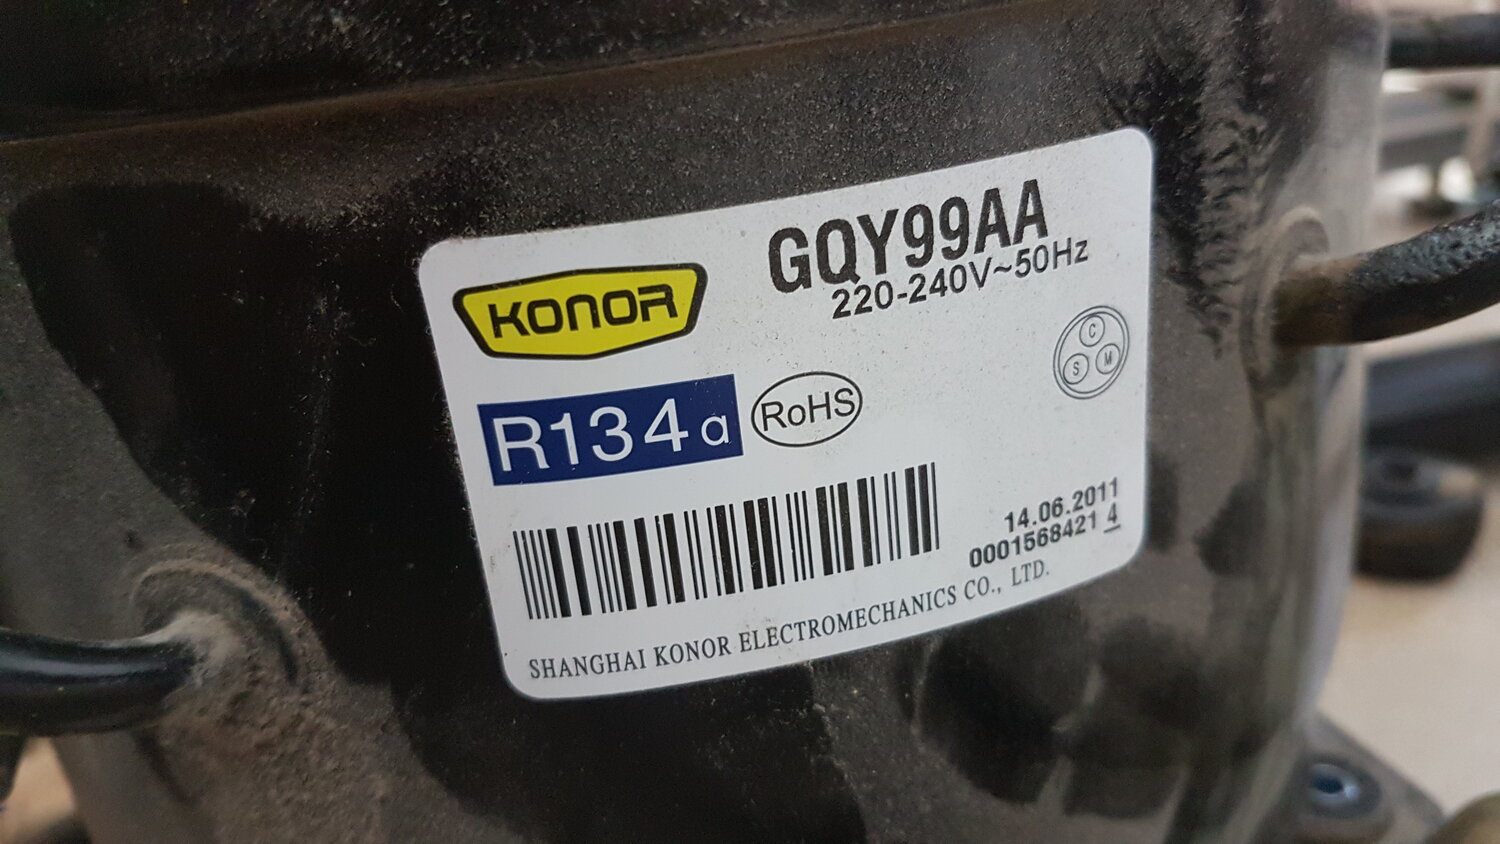 GQY99AA
220-240V~50Hz
KONOR
C
S M
R134a
RoHS
14.06.2011
0001568421 4
SHANGHAI KONOR ELECTROMECHANICS CO., LTD.